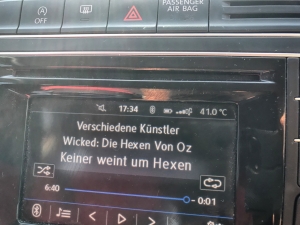 OFF
PASSENGER
AIR BAG
17:34 41.0°C
Verschiedene Künstler
Wicked: Die Hexen Von Oz
Keiner weint um Hexen
6:40 -0:01